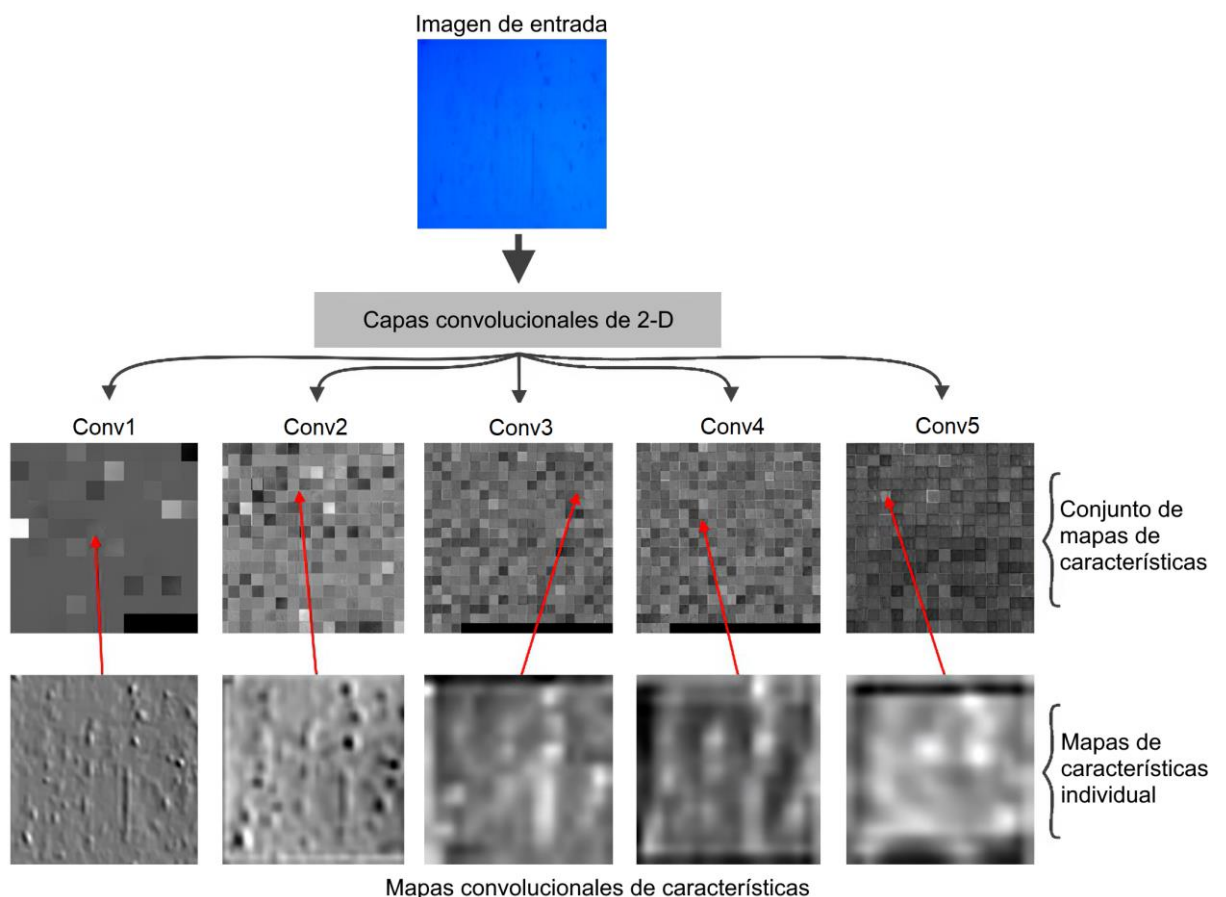 Imagen de entrada
Capas convolucionales de 2-D
Conv1
Conv2
Conv3
Conv4
Conv5
Conjunto de
mapas de
características
Mapas de
características
individual
Mapas convolucionales de características